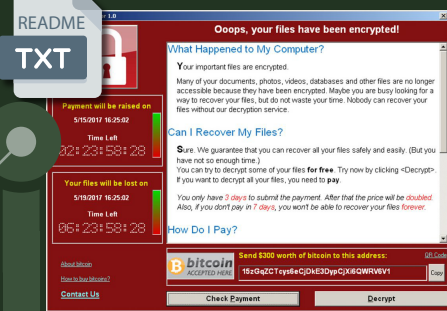 README
TXT
r 1.0
Ooops, your files have been encrypted!
What Happened to My Computer?
Your important files are encrypted.
Many of your documents, photos, videos, databases and other files are no longer
accessible because they have been encrypted. Maybe you are busy looking for a
way to recover your files, but do not waste your time. Nobody can recover your
files without our decryption service.
Can I Recover My Files?
Sure. We guarantee that you can recover all your files safely and easily. (But you
have not so enough time.)
You can try to decrypt some of your files for free. Try now by clicking <Decrypt>.
If you want to decrypt all your files, you need to pay.
You only have 3 days to submit the payment. After that the price will be doubled.
Also, if you don't pay in 7 days, you won't be able to recover your files forever.
How Do I Pay?
Payment will be raised on
5/15/2017 16:25:02
Time Left
02:23:58:28
Your files will be lost on
5/19/2017 16:25:02
Time Left
06:23:58:28
About bitcoin
How to buy bitcoins?
Contact Us
bitcoin
ACCEPTED HERE
Send $300 worth of bitcoin to this address:
QR Code
15zGqZCTcys6eCjDkE3DypCjXi6QWRV6V1
Copy
Check Payment
Decrypt